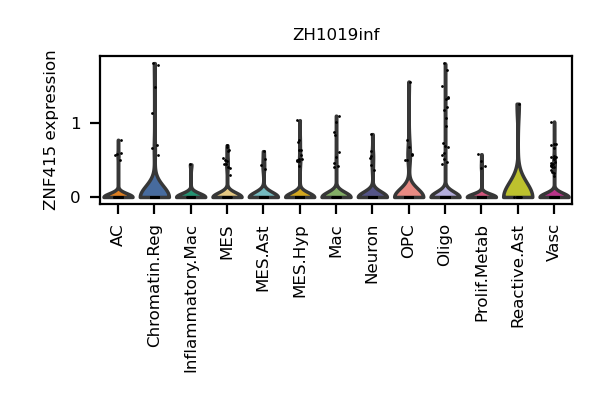 ZH1019inf
ZNF415 expression
1
0
AC
Chromatin.Reg
Inflammatory.Mac
MES
MES.Ast
MES.Hyp
Mac
Neuron
OPC
Oligo
Prolif.Metab
Reactive.Ast
Vasc